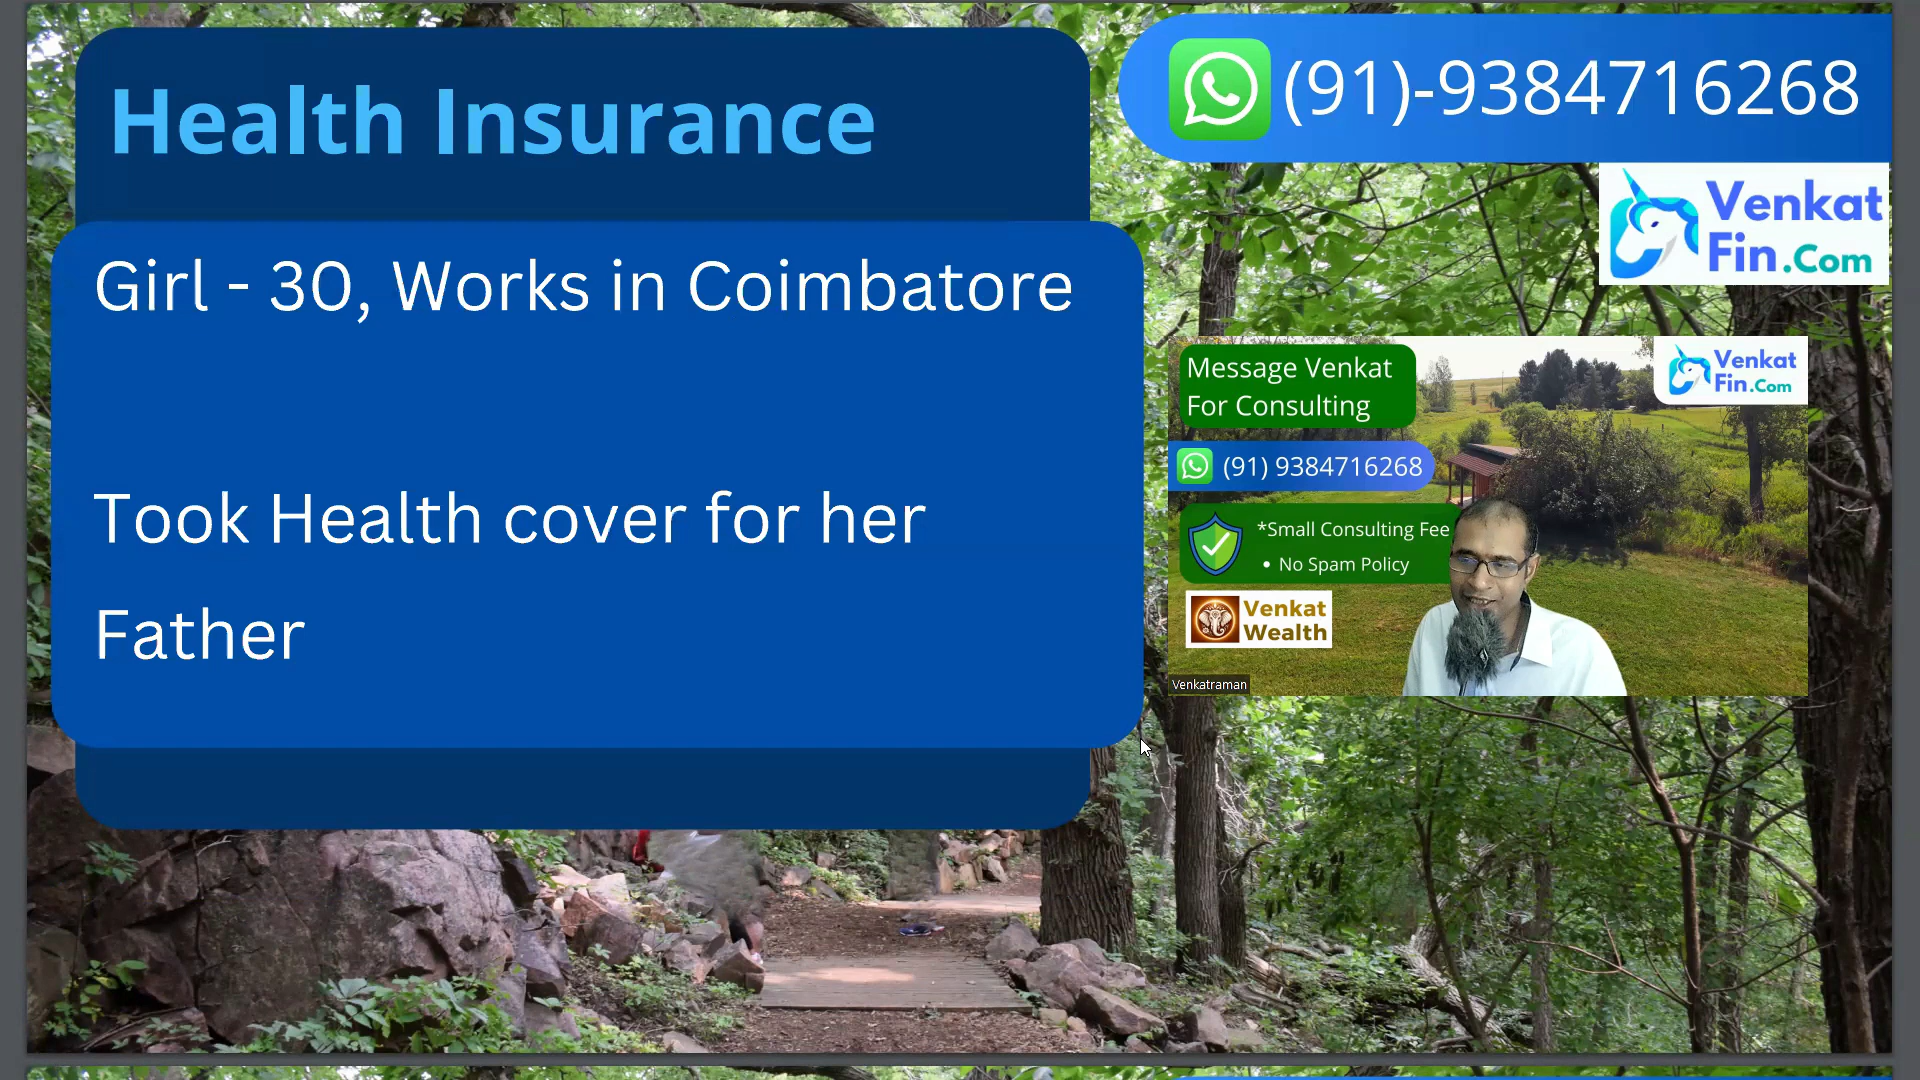 Health Insurance
Girl - 30, Works in Coimbatore
Took Health cover for her
Father
(91)-9384716268
Venkat
Fin.Com
Message Venkat
For Consulting
Venkat
Fin.Com
(91) 9384716268
*Small Consulting Fee
• No Spam Policy
Venkat
Wealth
Venkatraman